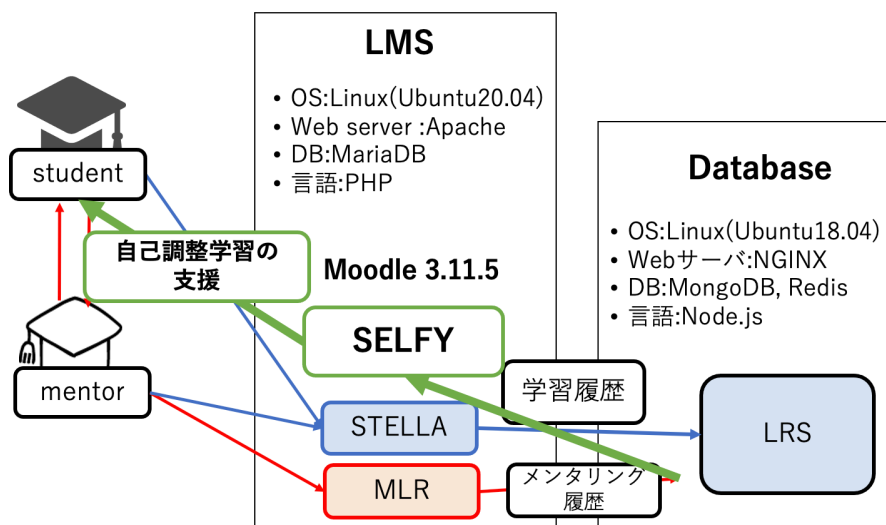 LMS
• OS:Linux(Ubuntu20.04)
• Web server :Apache
• DB:MariaDB
• 言語:PHP
Database
• OS:Linux(Ubuntu18.04)
• Webサーバ:NGINX
• DB:MongoDB, Redis
• 言語:Node.js
student
自己調整学習の
支援
Moodle 3.11.5
SELFY
mentor
学習履歴
STELLA
LRS
MLR
メンタリング
履歴